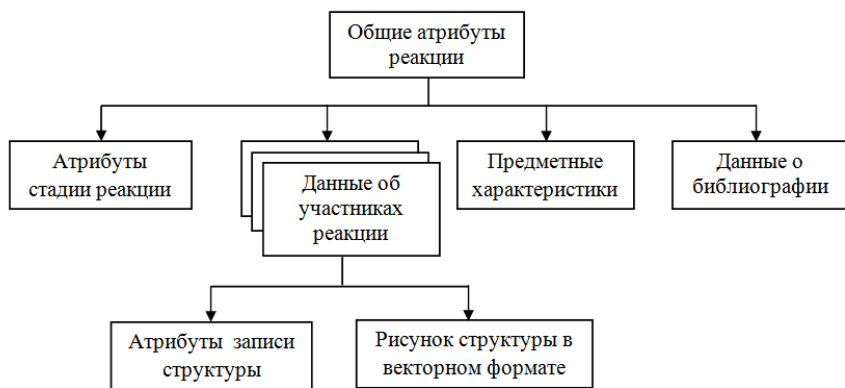 Общие атрибуты
реакции
Атрибуты
стадии реакции
Данные об
участниках
реакции
Предметные
характеристики
Данные о
библиографии
Атрибуты записи
структуры
Рисунок структуры в
векторном формате